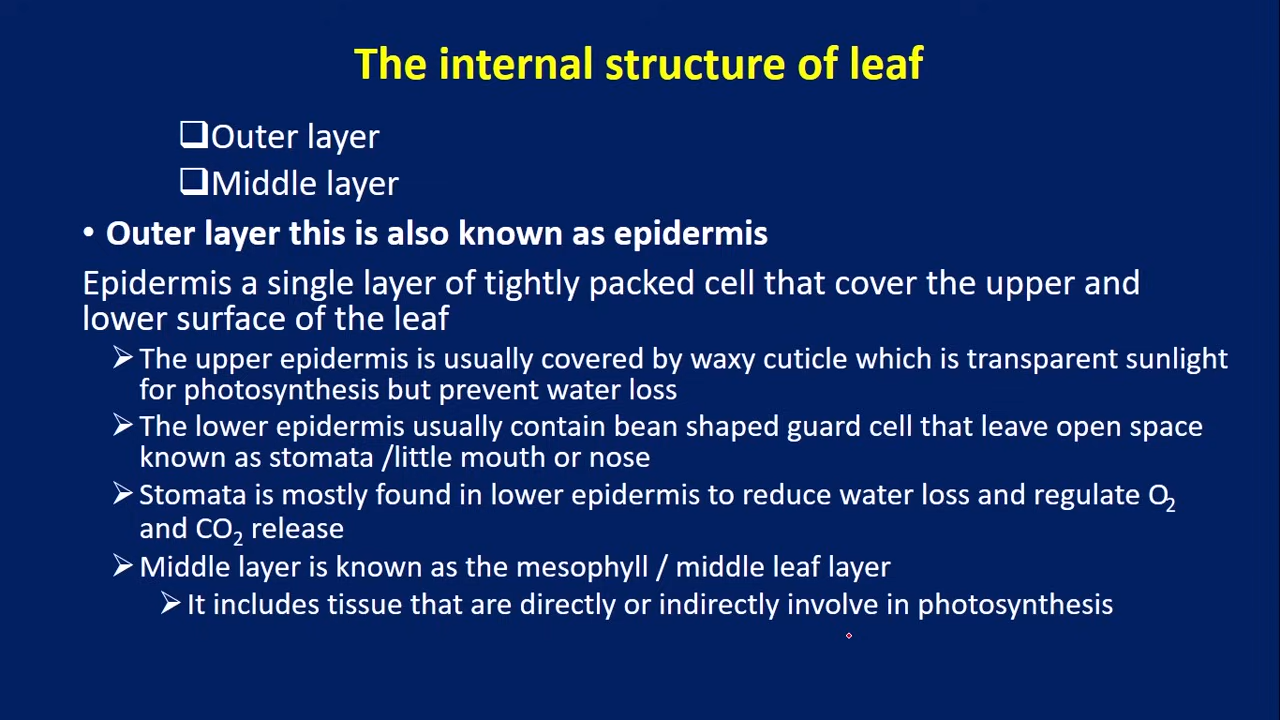 The internal structure of leaf
❑Outer layer
❑Middle layer
• Outer layer this is also known as epidermis
Epidermis a single layer of tightly packed cell that cover the upper and
lower surface of the leaf
➢The upper epidermis is usually covered by waxy cuticle which is transparent sunlight
for photosynthesis but prevent water loss
➢The lower epidermis usually contain bean shaped guard cell that leave open space
known as stomata /little mouth or nose
➢Stomata is mostly found in lower epidermis to reduce water loss and regulate O₂
and CO₂ release
➢Middle layer is known as the mesophyll / middle leaf layer
➢It includes tissue that are directly or indirectly involve in photosynthesis